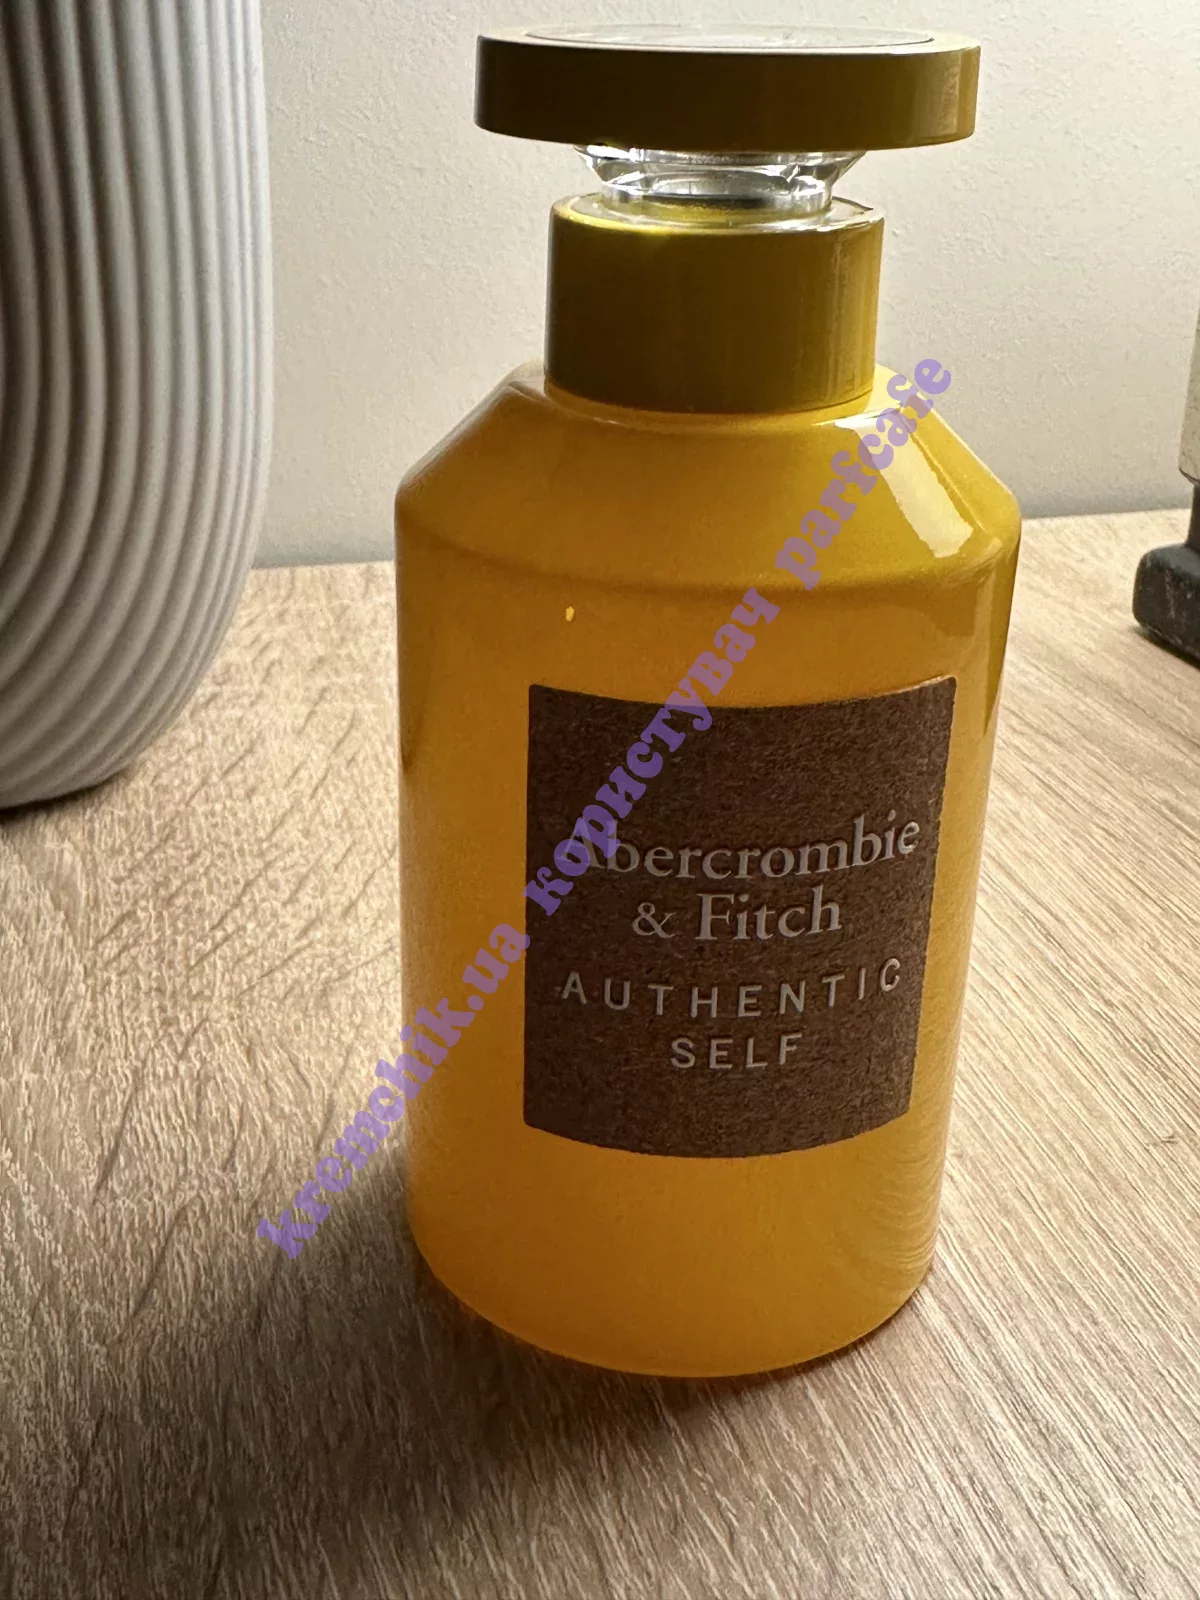 Abercrombie
& Fitch
AUTHENTIC
SELF
kremchik.ua користувач parfcafe